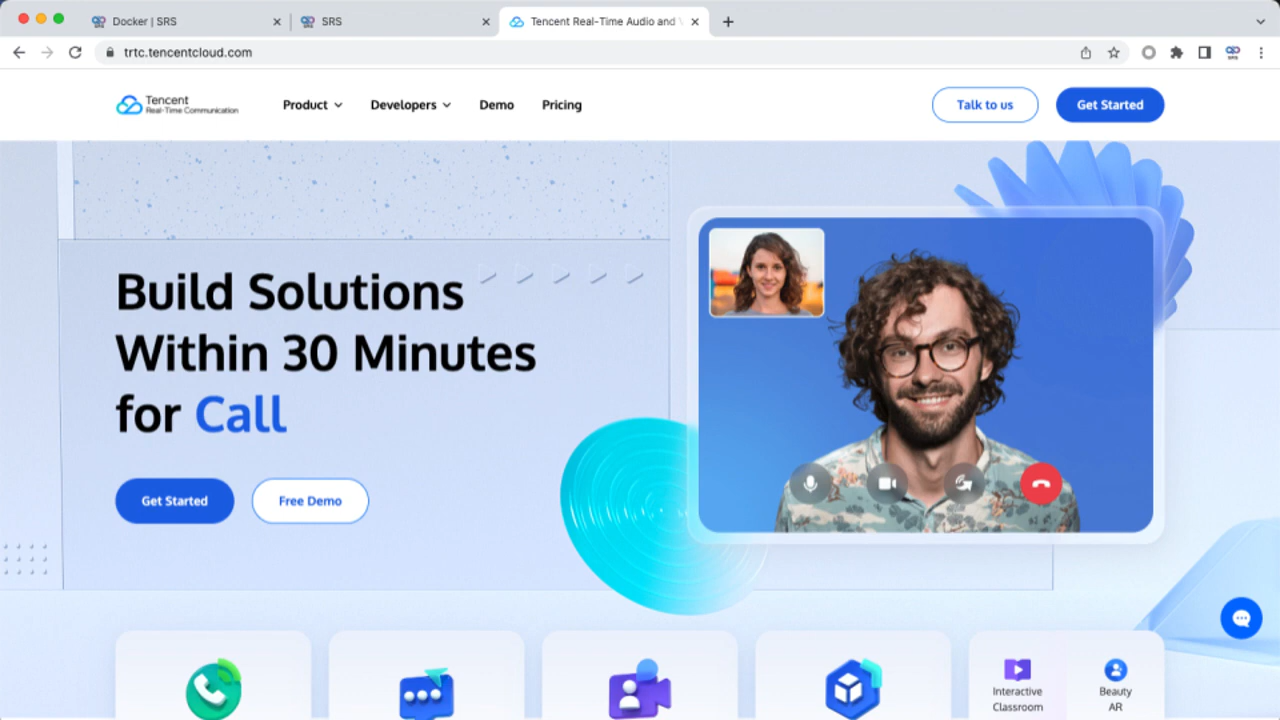 Docker | SRS
SRS
Tencent Real-Time Audio and
trtc.tencentcloud.com
SRS
Tencent
Real-Time Communication
Product
Developers
Demo
Pricing
Talk to us
Get Started
Build Solutions
Within 30 Minutes
for Call
Get Started
Free Demo
Interactive
Classroom
Beauty
AR